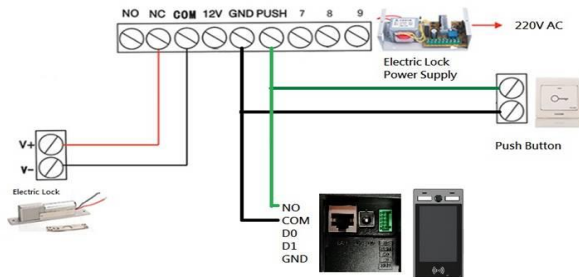 NO NC COM 12V GND PUSH 7 8 9
220V AC
Electric Lock
Power Supply
V+
V-
Push Button
Electric Lock
NO
COM
D0
D1
GND